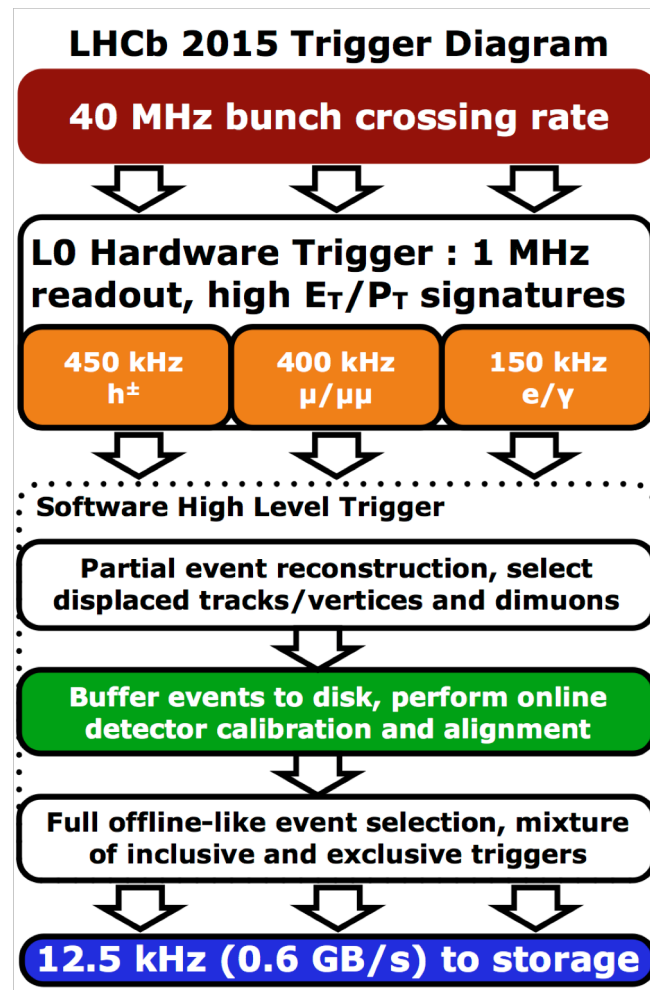 LHCb 2015 Trigger Diagram
40 MHz bunch crossing rate
L0 Hardware Trigger : 1 MHz
readout, high Eᴛ/Pᴛ signatures
450 kHz
h±
400 kHz
µ/µµ
150 kHz
e/γ
Software High Level Trigger
Partial event reconstruction, select
displaced tracks/vertices and dimuons
Buffer events to disk, perform online
detector calibration and alignment
Full offline-like event selection, mixture
of inclusive and exclusive triggers
12.5 kHz (0.6 GB/s) to storage